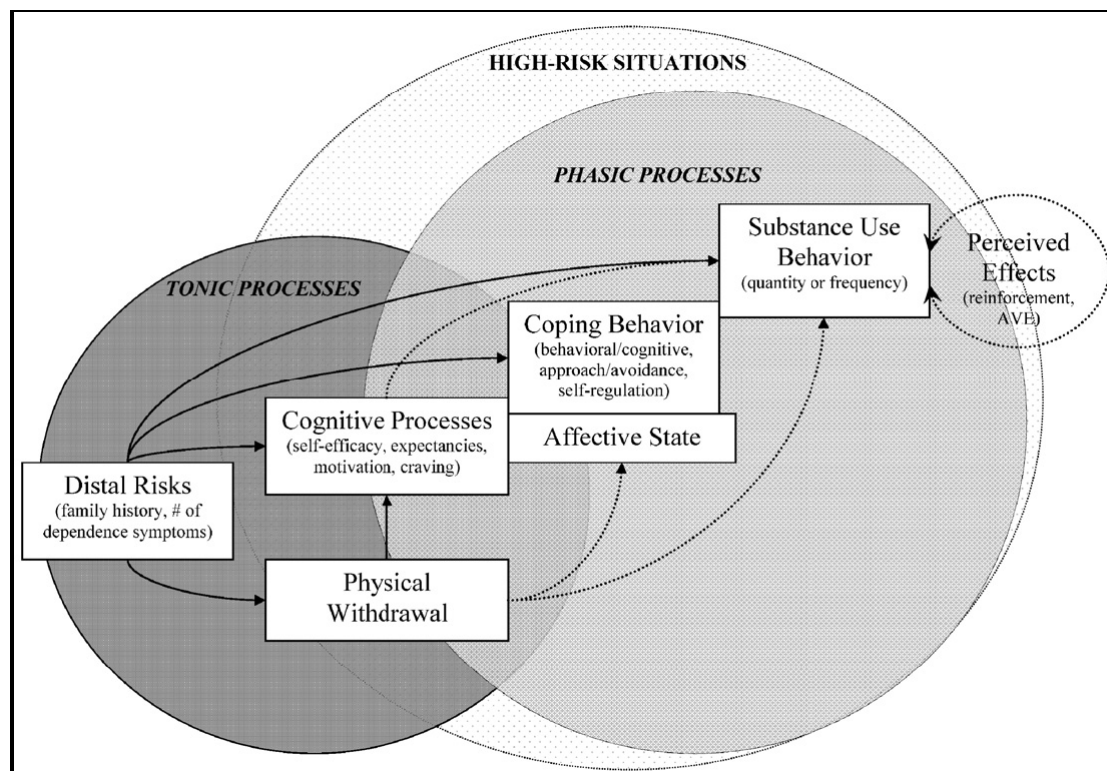 HIGH-RISK SITUATIONS
PHASIC PROCESSES
TONIC PROCESSES
Substance Use
Behavior
(quantity or frequency)
Perceived
Effects
(reinforcement,
AVE)
Coping Behavior
(behavioral/cognitive,
approach/avoidance,
self-regulation)
Cognitive Processes
(self-efficacy, expectancies,
motivation, craving)
Affective State
Distal Risks
(family history, # of
dependence symptoms)
Physical
Withdrawal